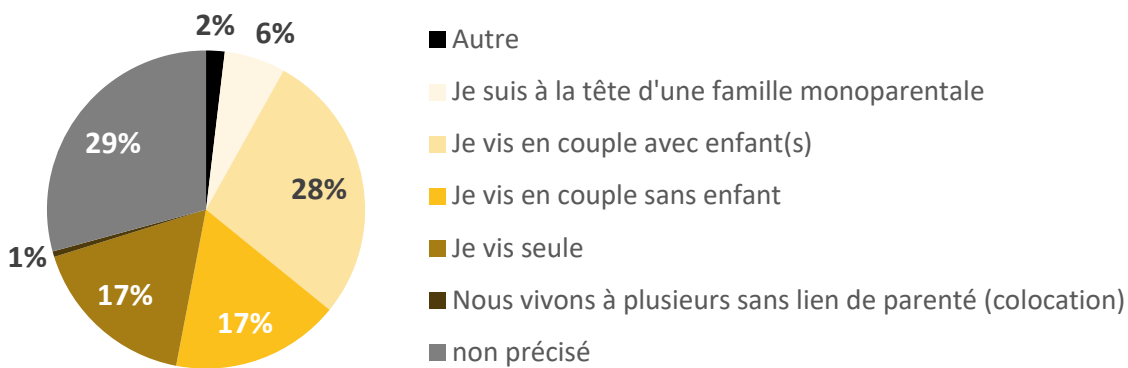 2%
6%
28%
17%
17%
1%
29%
Autre
Je suis à la tête d'une famille monoparentale
Je vis en couple avec enfant(s)
Je vis en couple sans enfant
Je vis seule
Nous vivons à plusieurs sans lien de parenté (colocation)
non précisé